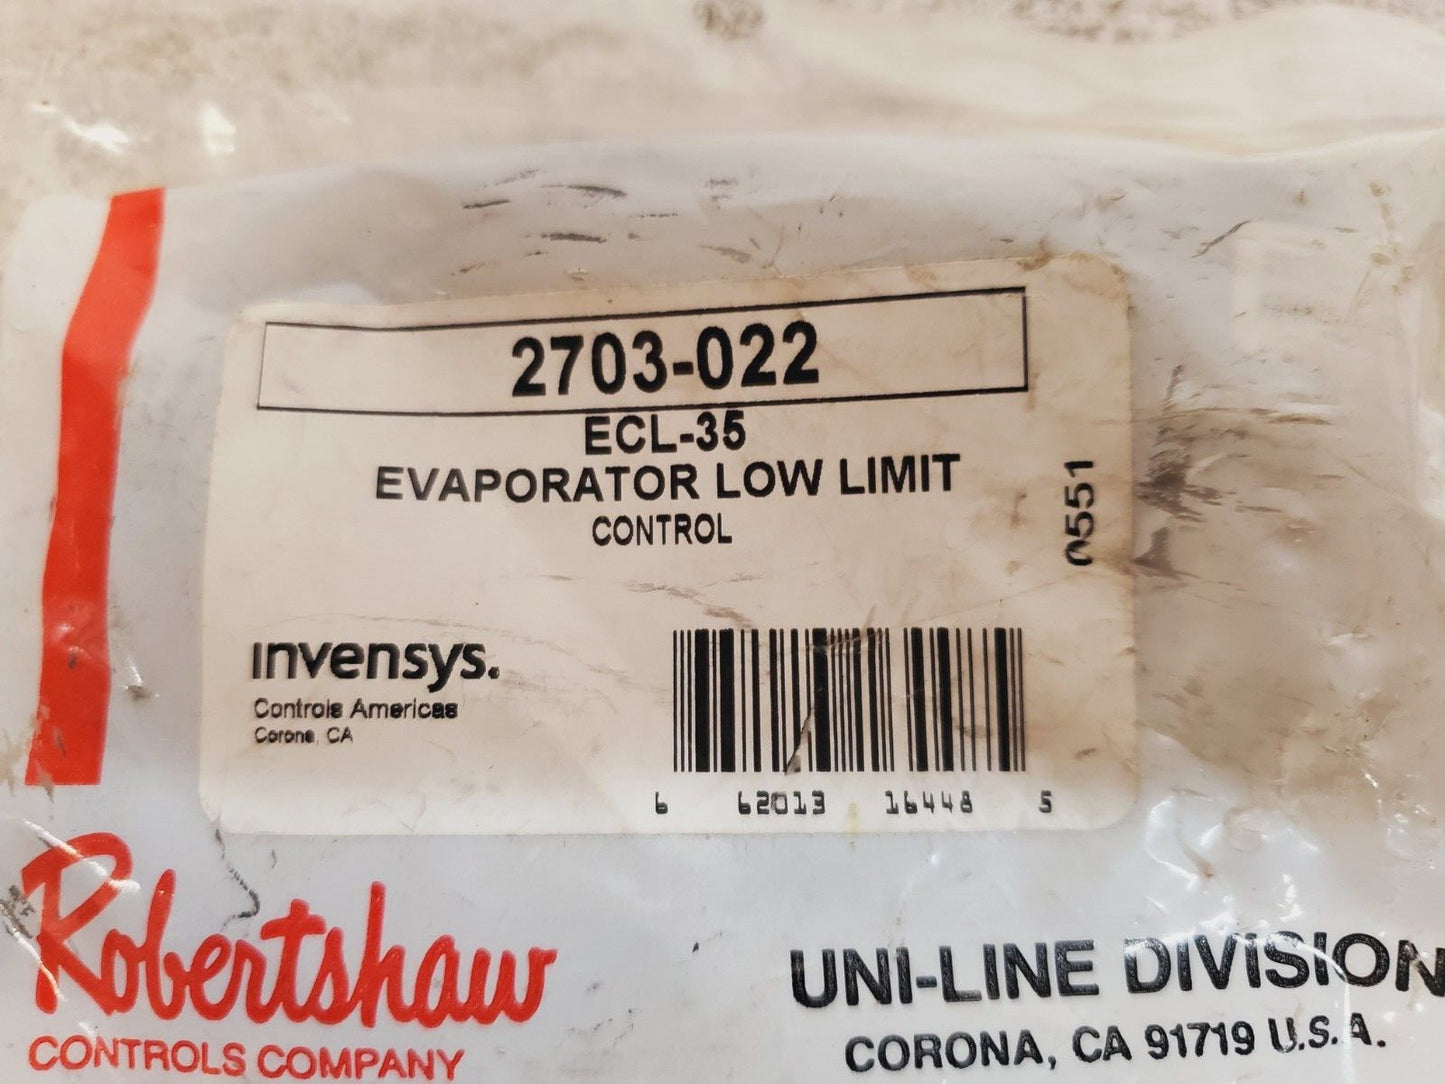 2703-022
ECL-35
EVAPORATOR LOW LIMIT
CONTROL
0551
invensys.
Controls Americas
Corona, CA
6 62013 16448 5
Robertshaw
CONTROLS COMPANY
UNI-LINE DIVISION
CORONA, CA 91719 U.S.A.